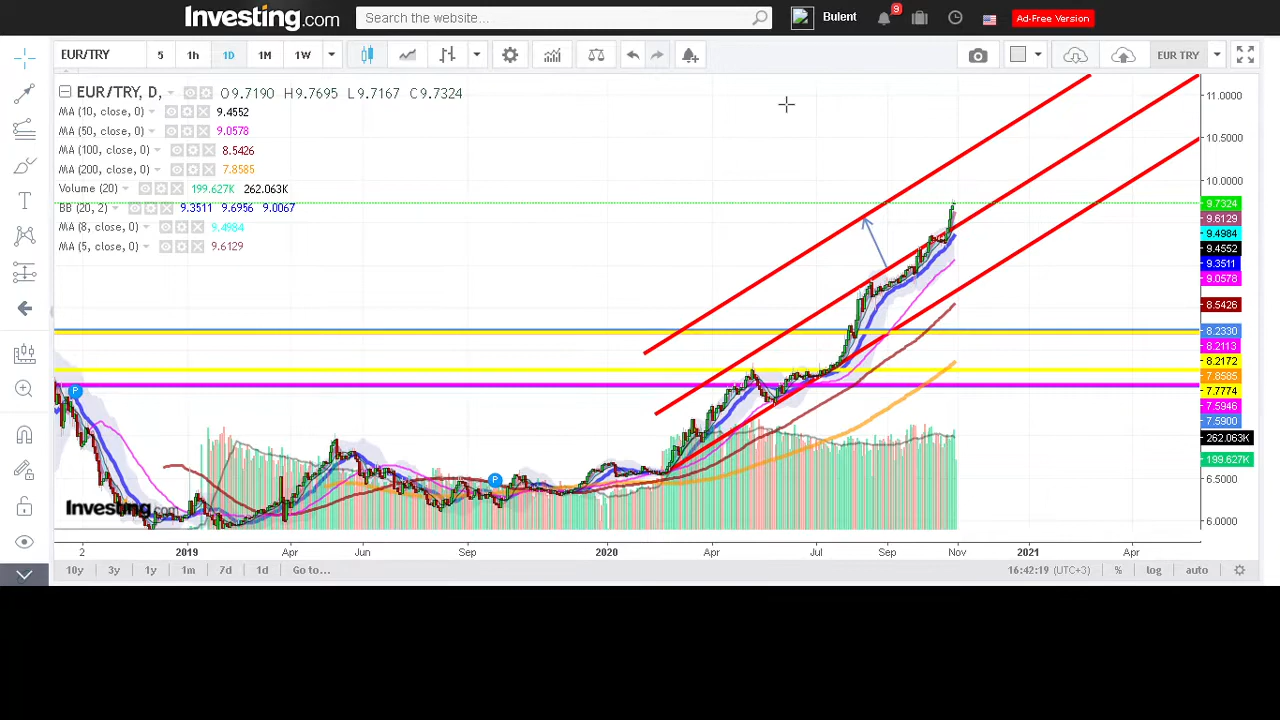 Investing.com
Search the website...
Bulent
9
Ad-Free Version
EUR/TRY 5 1h 1D 1M 1W
EUR TRY
EUR/TRY, D, O9.7190 H9.7695 L9.7167 C9.7324
MA (10, close, 0) 9.4552
MA (50, close, 0) 9.0578
MA (100, close, 0) 8.5426
MA (200, close, 0) 7.8585
Volume (20) 199.627K 262.063K
BB (20, 2) 9.3511 9.6956 9.0067
MA (8, close, 0) 9.4984
MA (5, close, 0) 9.6129
11.0000
10.5000
10.0000
9.7324
9.6129
9.4984
9.4552
9.3511
9.0578
8.5426
8.2330
8.2113
8.2172
7.8585
7.7774
7.5946
7.5900
262.063K
199.627K
6.5000
6.0000
P
P
Investing.com
2 2019 Apr Jun Sep 2020 Apr Jul Sep Nov 2021 Apr
10y 3y 1y 1m 7d 1d Go to... 16:42:19 (UTC+3) % log auto